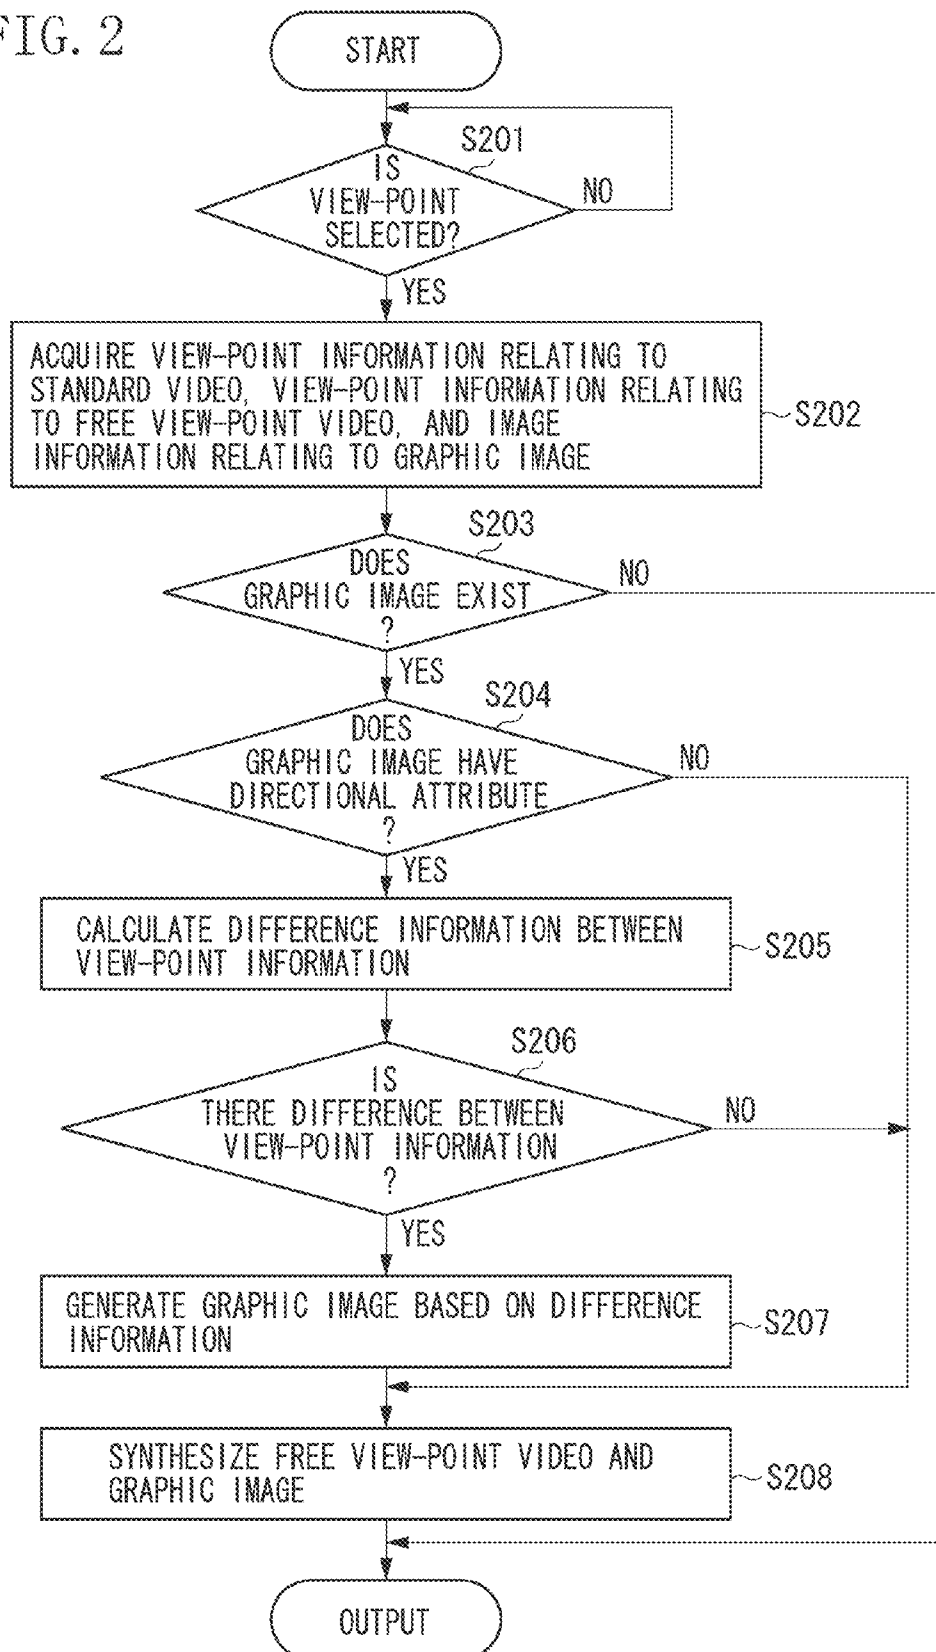 FIG. 2
START
S201
IS
VIEW-POINT
SELECTED?
NO
YES
ACQUIRE VIEW-POINT INFORMATION RELATING TO
STANDARD VIDEO, VIEW-POINT INFORMATION RELATING
TO FREE VIEW-POINT VIDEO, AND IMAGE
INFORMATION RELATING TO GRAPHIC IMAGE
S202
S203
DOES
GRAPHIC IMAGE EXIST
?
NO
YES
S204
DOES
GRAPHIC IMAGE HAVE
DIRECTIONAL ATTRIBUTE
?
NO
YES
CALCULATE DIFFERENCE INFORMATION BETWEEN
VIEW-POINT INFORMATION
S205
S206
IS
THERE DIFFERENCE BETWEEN
VIEW-POINT INFORMATION
?
NO
YES
GENERATE GRAPHIC IMAGE BASED ON DIFFERENCE
INFORMATION
S207
SYNTHESIZE FREE VIEW-POINT VIDEO AND
GRAPHIC IMAGE
S208
OUTPUT